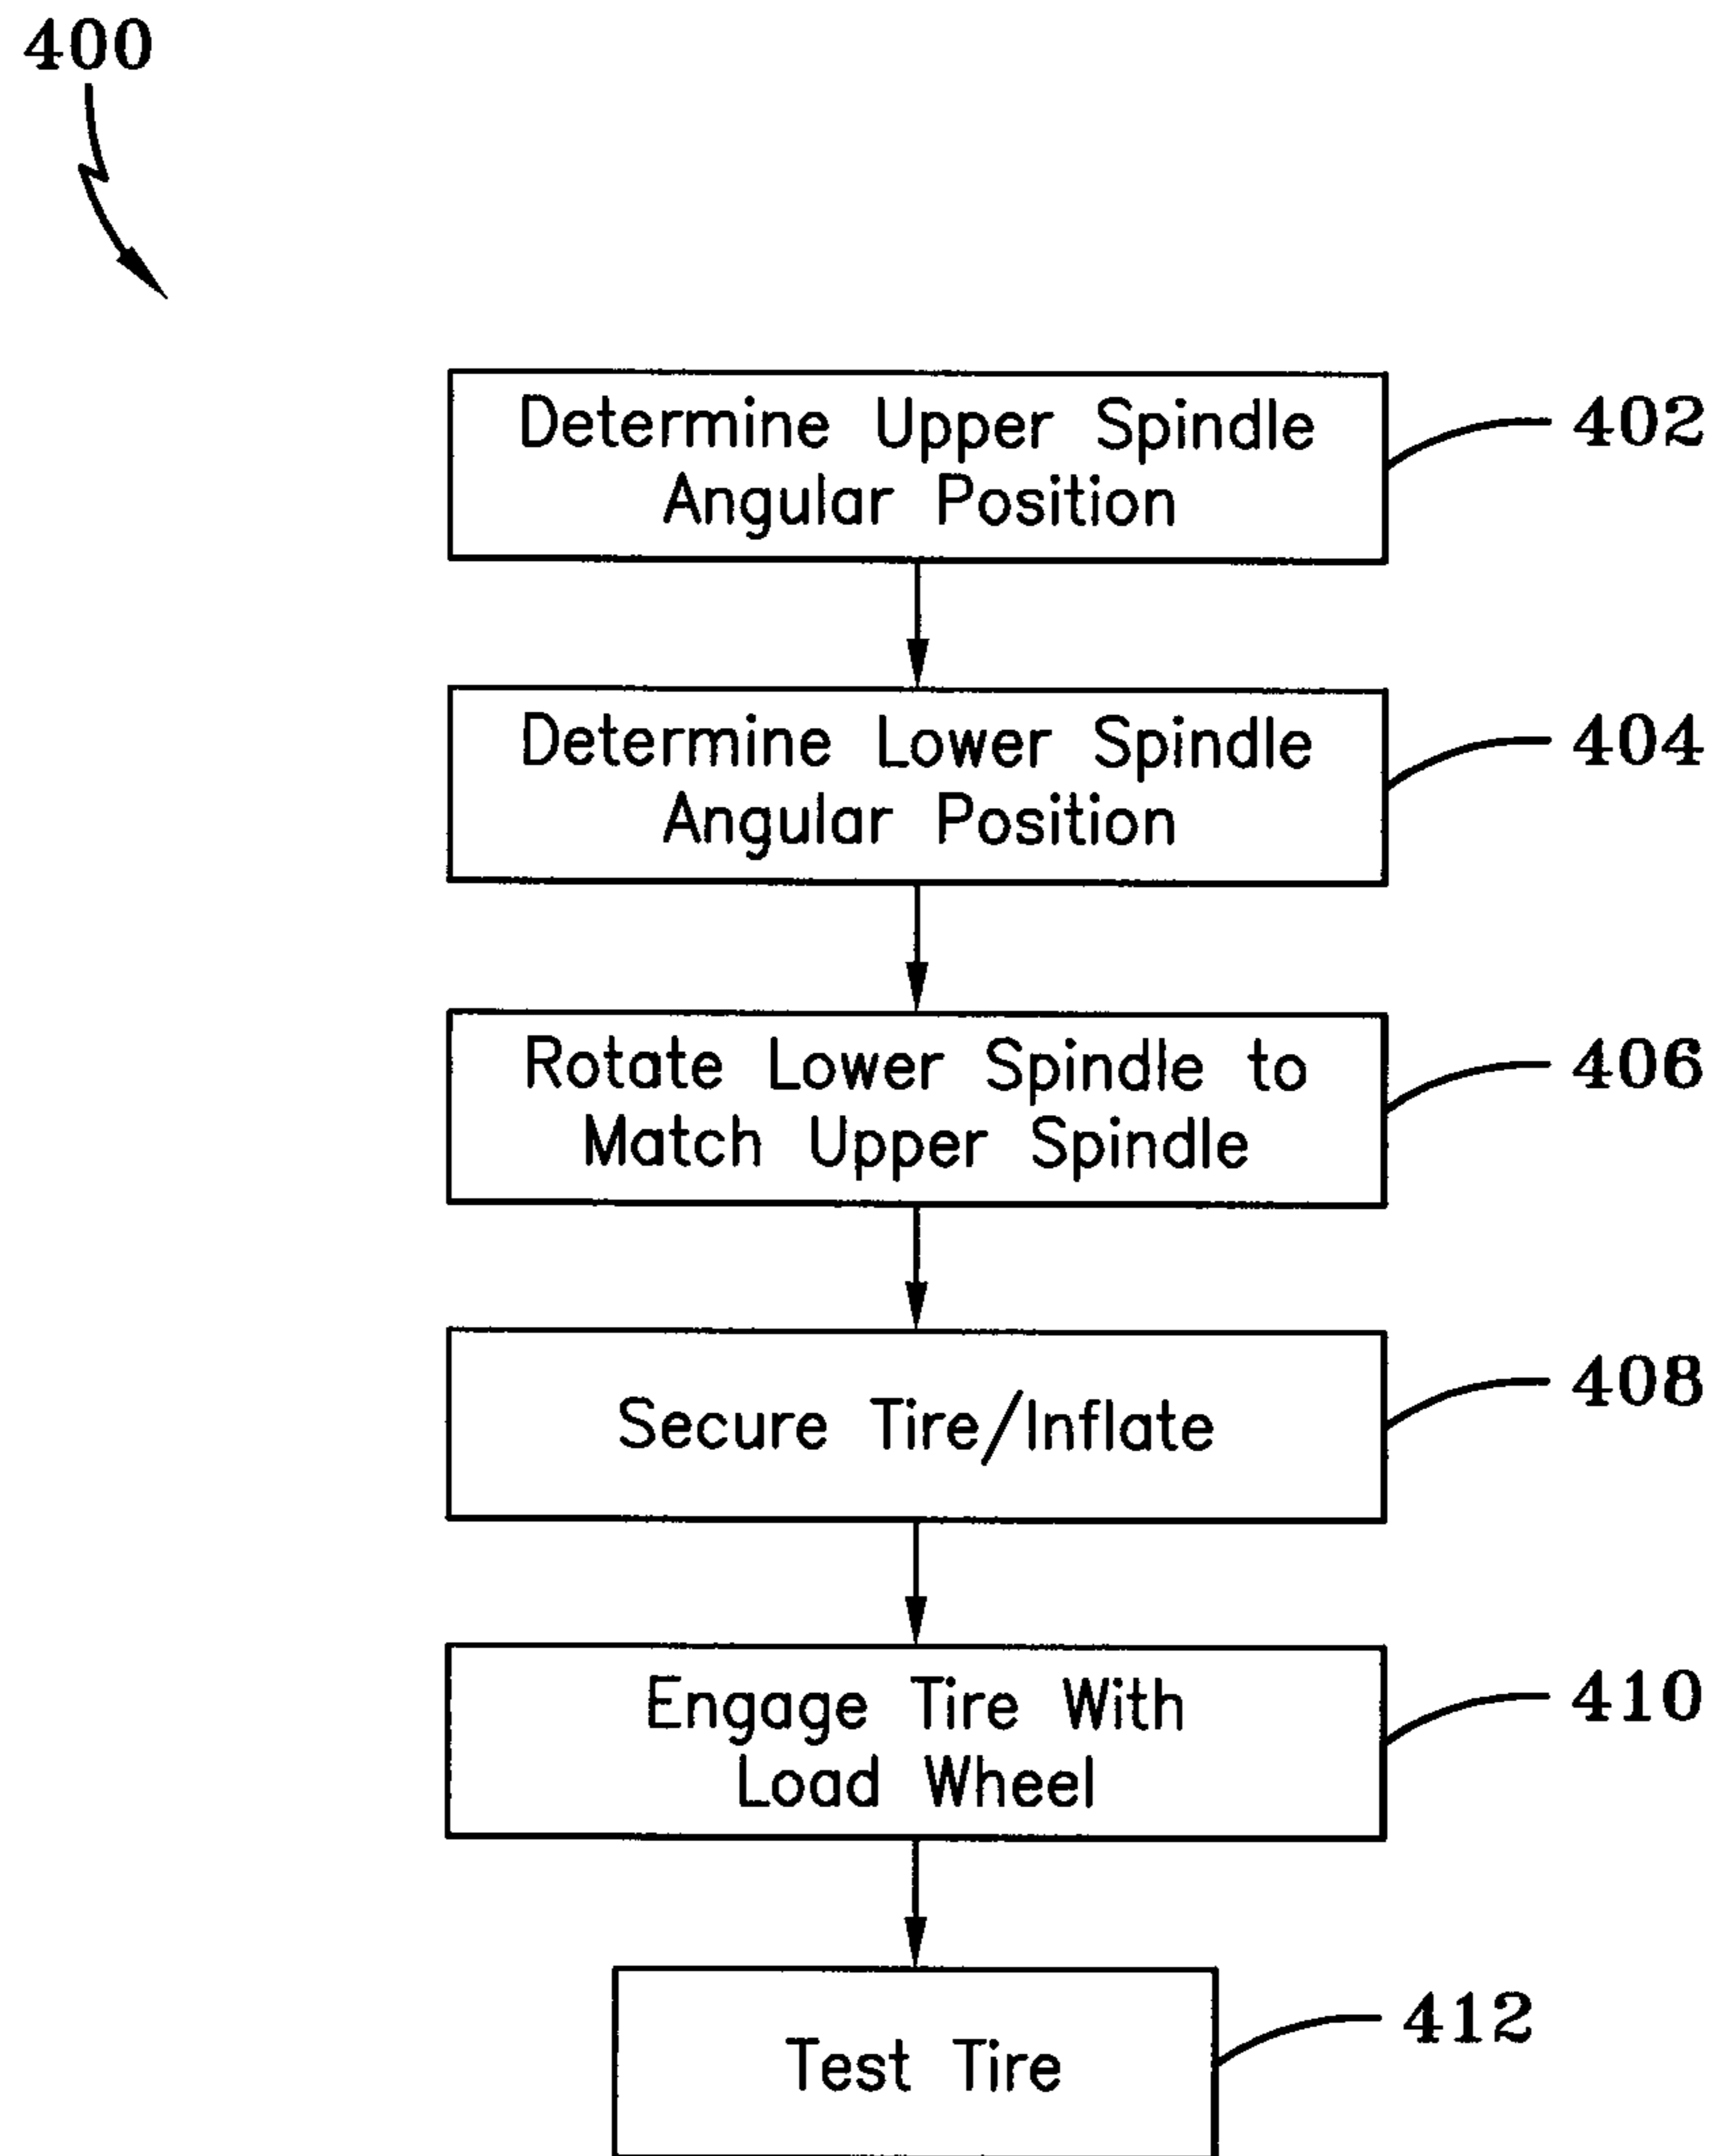 400
Determine Upper Spindle
Angular Position
402
Determine Lower Spindle
Angular Position
404
Rotate Lower Spindle to
Match Upper Spindle
406
Secure Tire/Inflate
408
Engage Tire With
Load Wheel
410
Test Tire
412